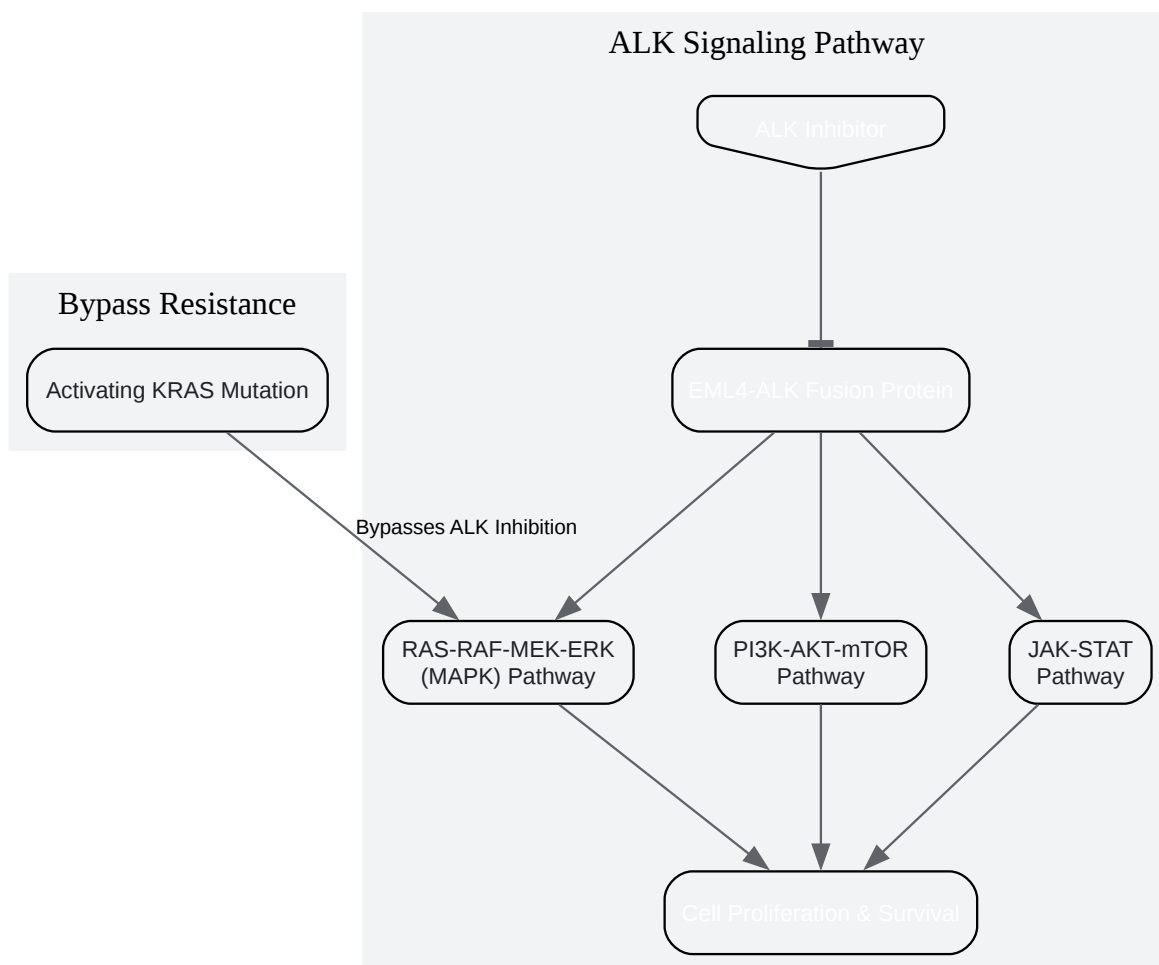 ALK Signaling Pathway
ALK Inhibitor
Bypass Resistance
Activating KRAS Mutation
EML4-ALK Fusion Protein
Bypasses ALK Inhibition
RAS-RAF-MEK-ERK
(MAPK) Pathway
PI3K-AKT-mTOR
Pathway
JAK-STAT
Pathway
Cell Proliferation & Survival